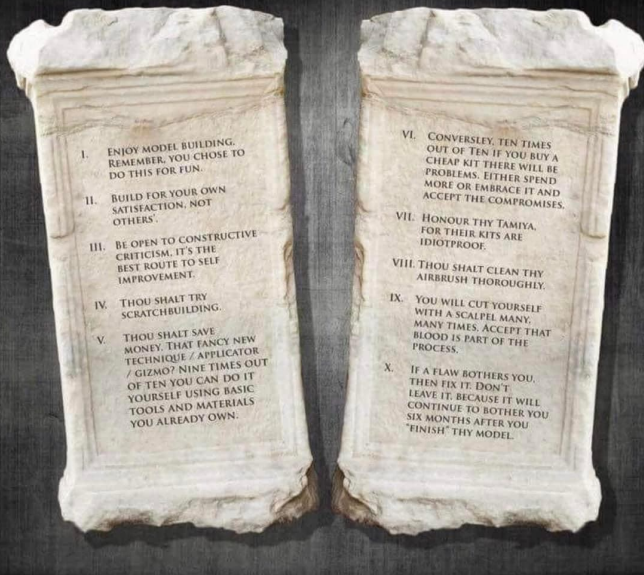 I. ENJOY MODEL BUILDING.
REMEMBER, YOU CHOSE TO
DO THIS FOR FUN.
II. BUILD FOR YOUR OWN
SATISFACTION, NOT
OTHERS'.
III. BE OPEN TO CONSTRUCTIVE
CRITICISM, IT'S THE
BEST ROUTE TO SELF
IMPROVEMENT.
IV. THOU SHALT TRY
SCRATCHBUILDING.
V. THOU SHALT SAVE
MONEY. THAT FANCY NEW
TECHNIQUE / APPLICATOR
/ GIZMO? NINE TIMES OUT
OF TEN YOU CAN DO IT
YOURSELF USING BASIC
TOOLS AND MATERIALS
YOU ALREADY OWN.
VI. CONVERSLEY, TEN TIMES
OUT OF TEN IF YOU BUY A
CHEAP KIT THERE WILL BE
PROBLEMS. EITHER SPEND
MORE OR EMBRACE IT AND
ACCEPT THE COMPROMISES.
VII. HONOUR THY TAMIYA,
FOR THEIR KITS ARE
IDIOTPROOF.
VIII. THOU SHALT CLEAN THY
AIRBRUSH THOROUGHLY.
IX. YOU WILL CUT YOURSELF
WITH A SCALPEL MANY,
MANY TIMES. ACCEPT THAT
BLOOD IS PART OF THE
PROCESS.
X. IF A FLAW BOTHERS YOU,
THEN FIX IT. DON'T
LEAVE IT, BECAUSE IT WILL
CONTINUE TO BOTHER YOU
SIX MONTHS AFTER YOU
"FINISH" THY MODEL.